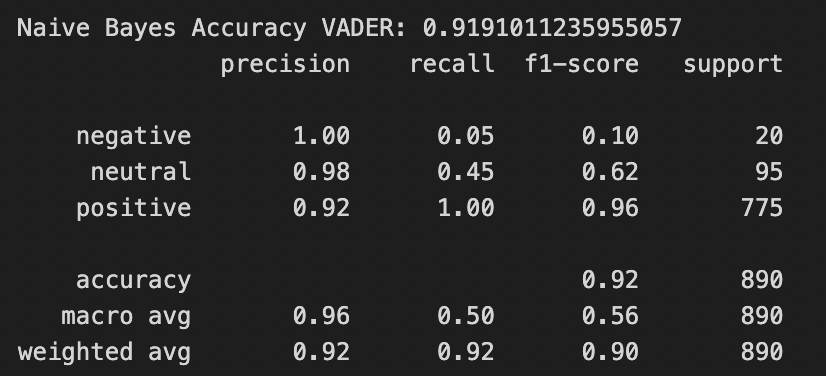 Naive Bayes Accuracy VADER: 0.9191011235955057
precision recall f1-score support
negative 1.00 0.05 0.10 20
neutral 0.98 0.45 0.62 95
positive 0.92 1.00 0.96 775
accuracy 0.92 890
macro avg 0.96 0.50 0.56 890
weighted avg 0.92 0.92 0.90 890